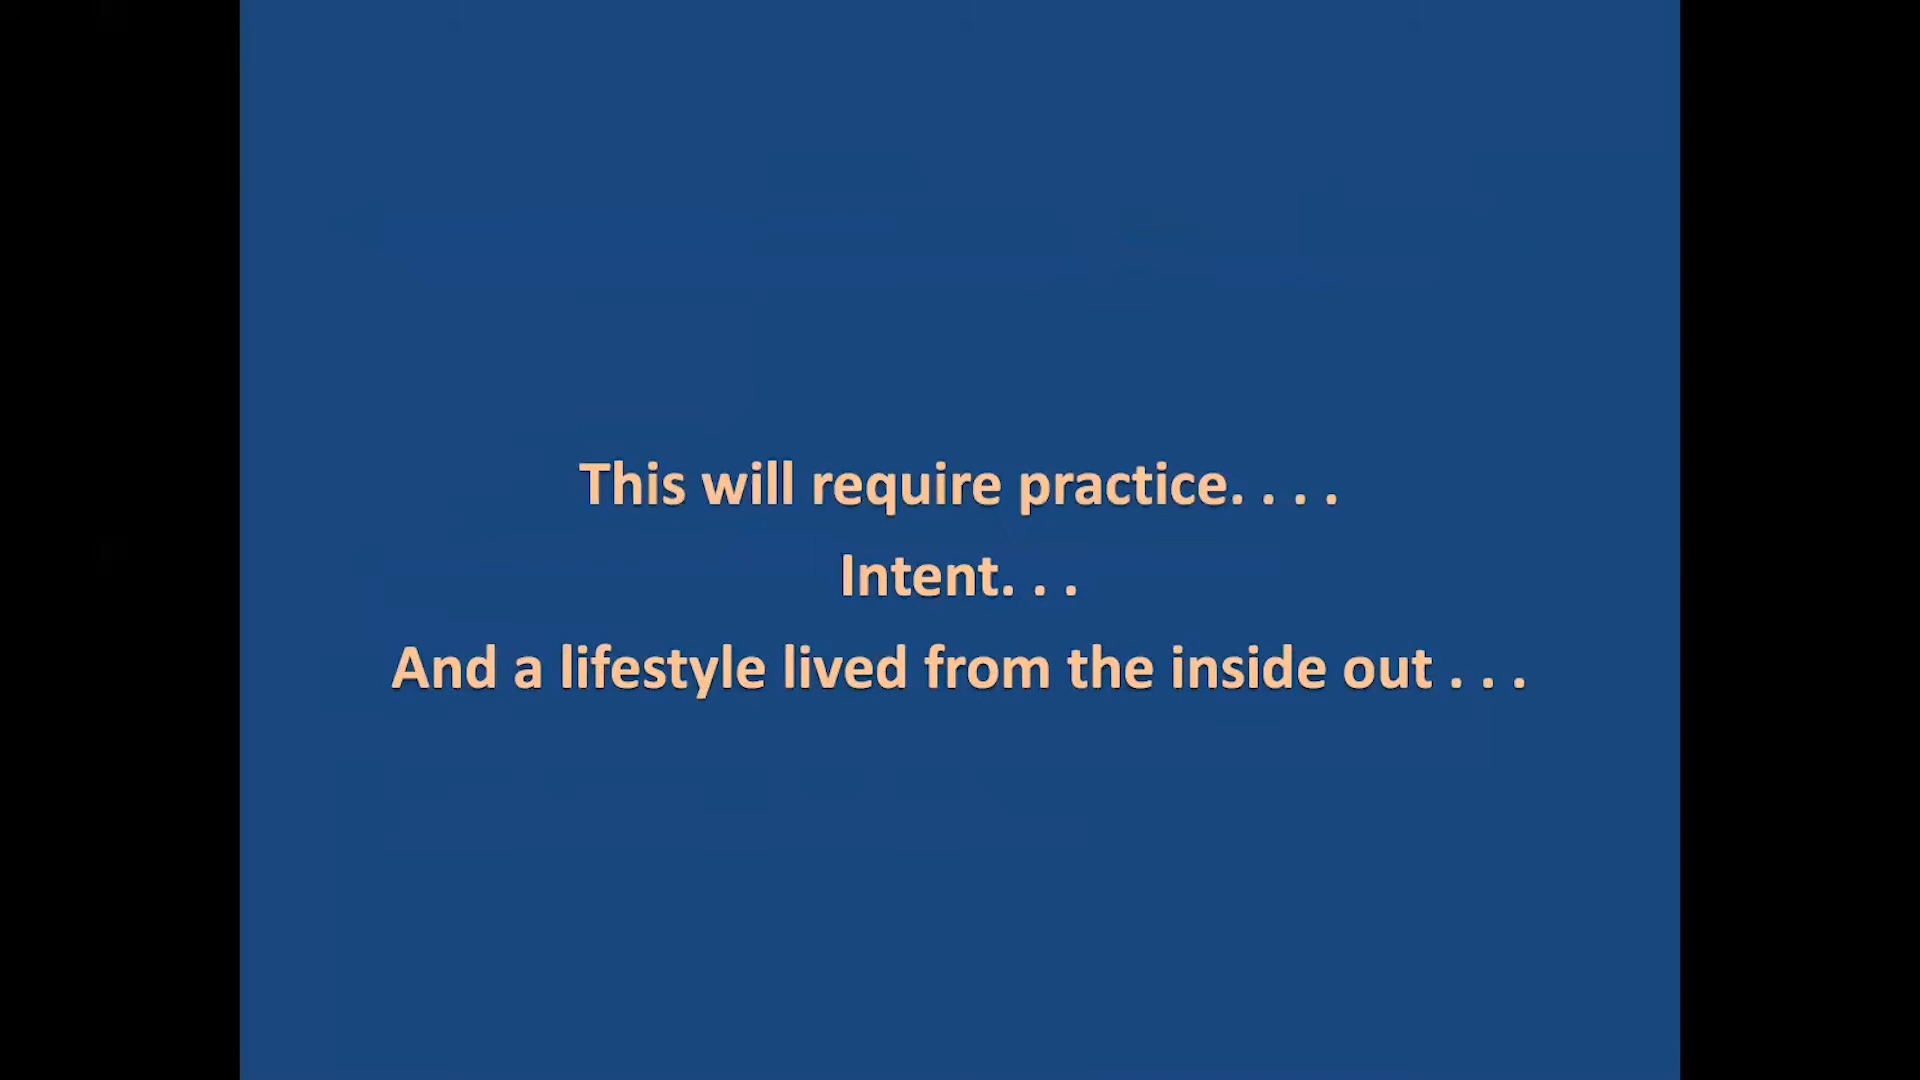 This will require practice. . . .
Intent. . .
And a lifestyle lived from the inside out . . .